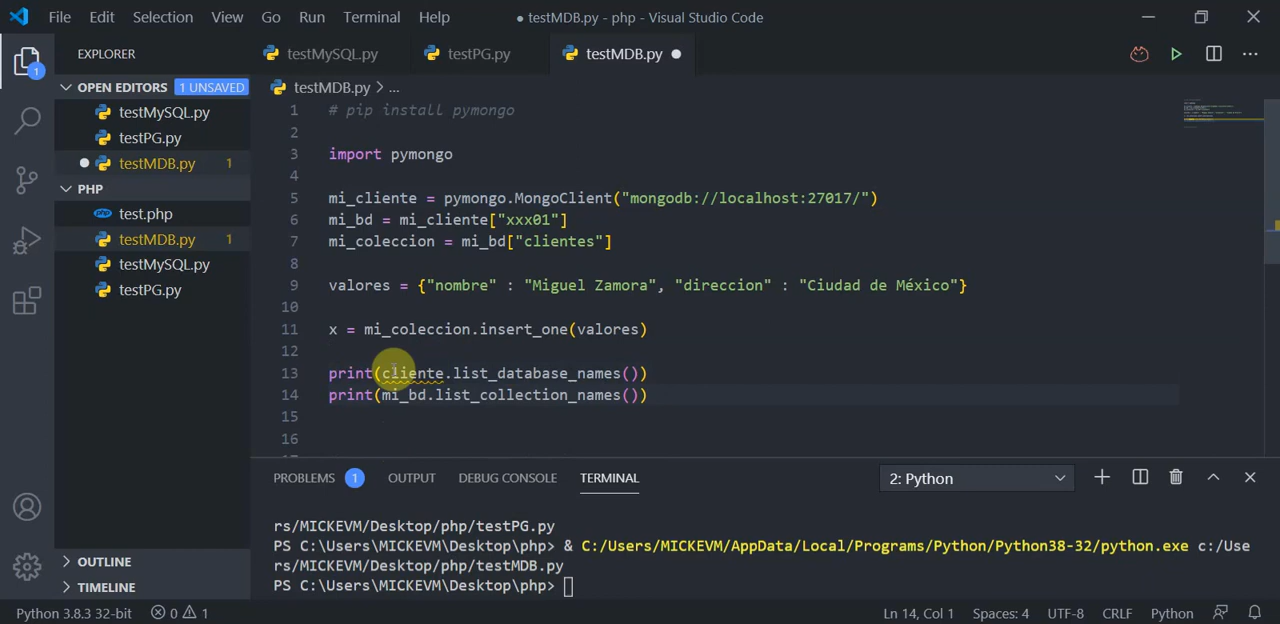 File Edit Selection View Go Run Terminal Help ● testMDB.py - php - Visual Studio Code
EXPLORER
testMySQL.py testPG.py testMDB.py ●
OPEN EDITORS 1 UNSAVED
testMDB.py > ...
testMySQL.py
testPG.py
● testMDB.py 1
PHP
test.php
testMDB.py 1
testMySQL.py
testPG.py
OUTLINE
TIMELINE
1
1 # pip install pymongo
2
3 import pymongo
4
5 mi_cliente = pymongo.MongoClient("mongodb://localhost:27017/")
6 mi_bd = mi_cliente["xxx01"]
7 mi_coleccion = mi_bd["clientes"]
8
9 valores = {"nombre" : "Miguel Zamora", "direccion" : "Ciudad de México"}
10
11 x = mi_coleccion.insert_one(valores)
12
13 print(cliente.list_database_names())
14 print(mi_bd.list_collection_names())
15
16
PROBLEMS 1 OUTPUT DEBUG CONSOLE TERMINAL 2: Python
rs/MICKEVM/Desktop/php/testPG.py
PS C:\Users\MICKEVM\Desktop\php> & C:/Users/MICKEVM/AppData/Local/Programs/Python/Python38-32/python.exe c:/Use
rs/MICKEVM/Desktop/php/testMDB.py
PS C:\Users\MICKEVM\Desktop\php>
Python 3.8.3 32-bit 0 1 Ln 14, Col 1 Spaces: 4 UTF-8 CRLF Python